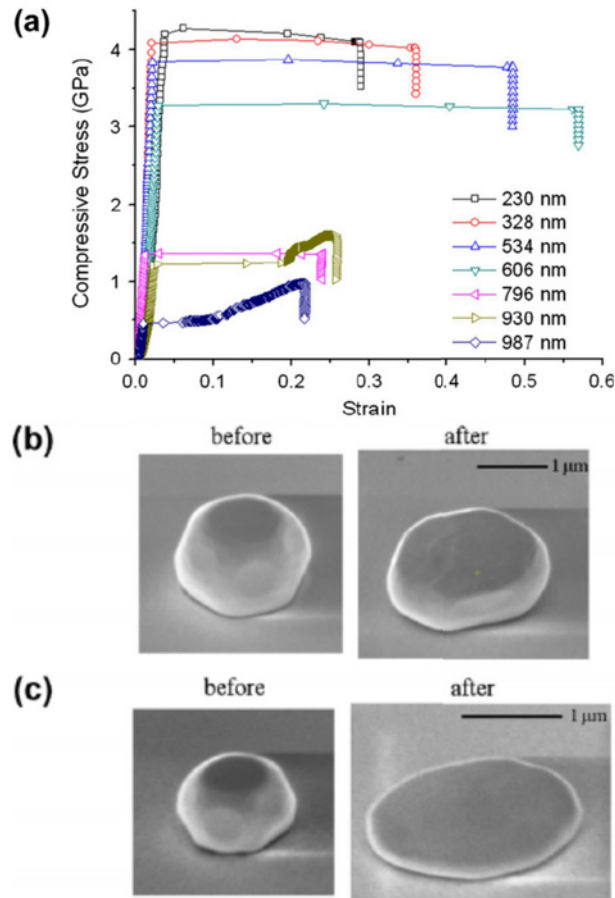 (a)
Compressive Stress (GPa)
4
3
2
1
0
230 nm
328 nm
534 nm
606 nm
796 nm
930 nm
987 nm
0.0 0.1 0.2 0.3 0.4 0.5 0.6
Strain
(b)
before after
1 μm
(c)
before after
1 μm